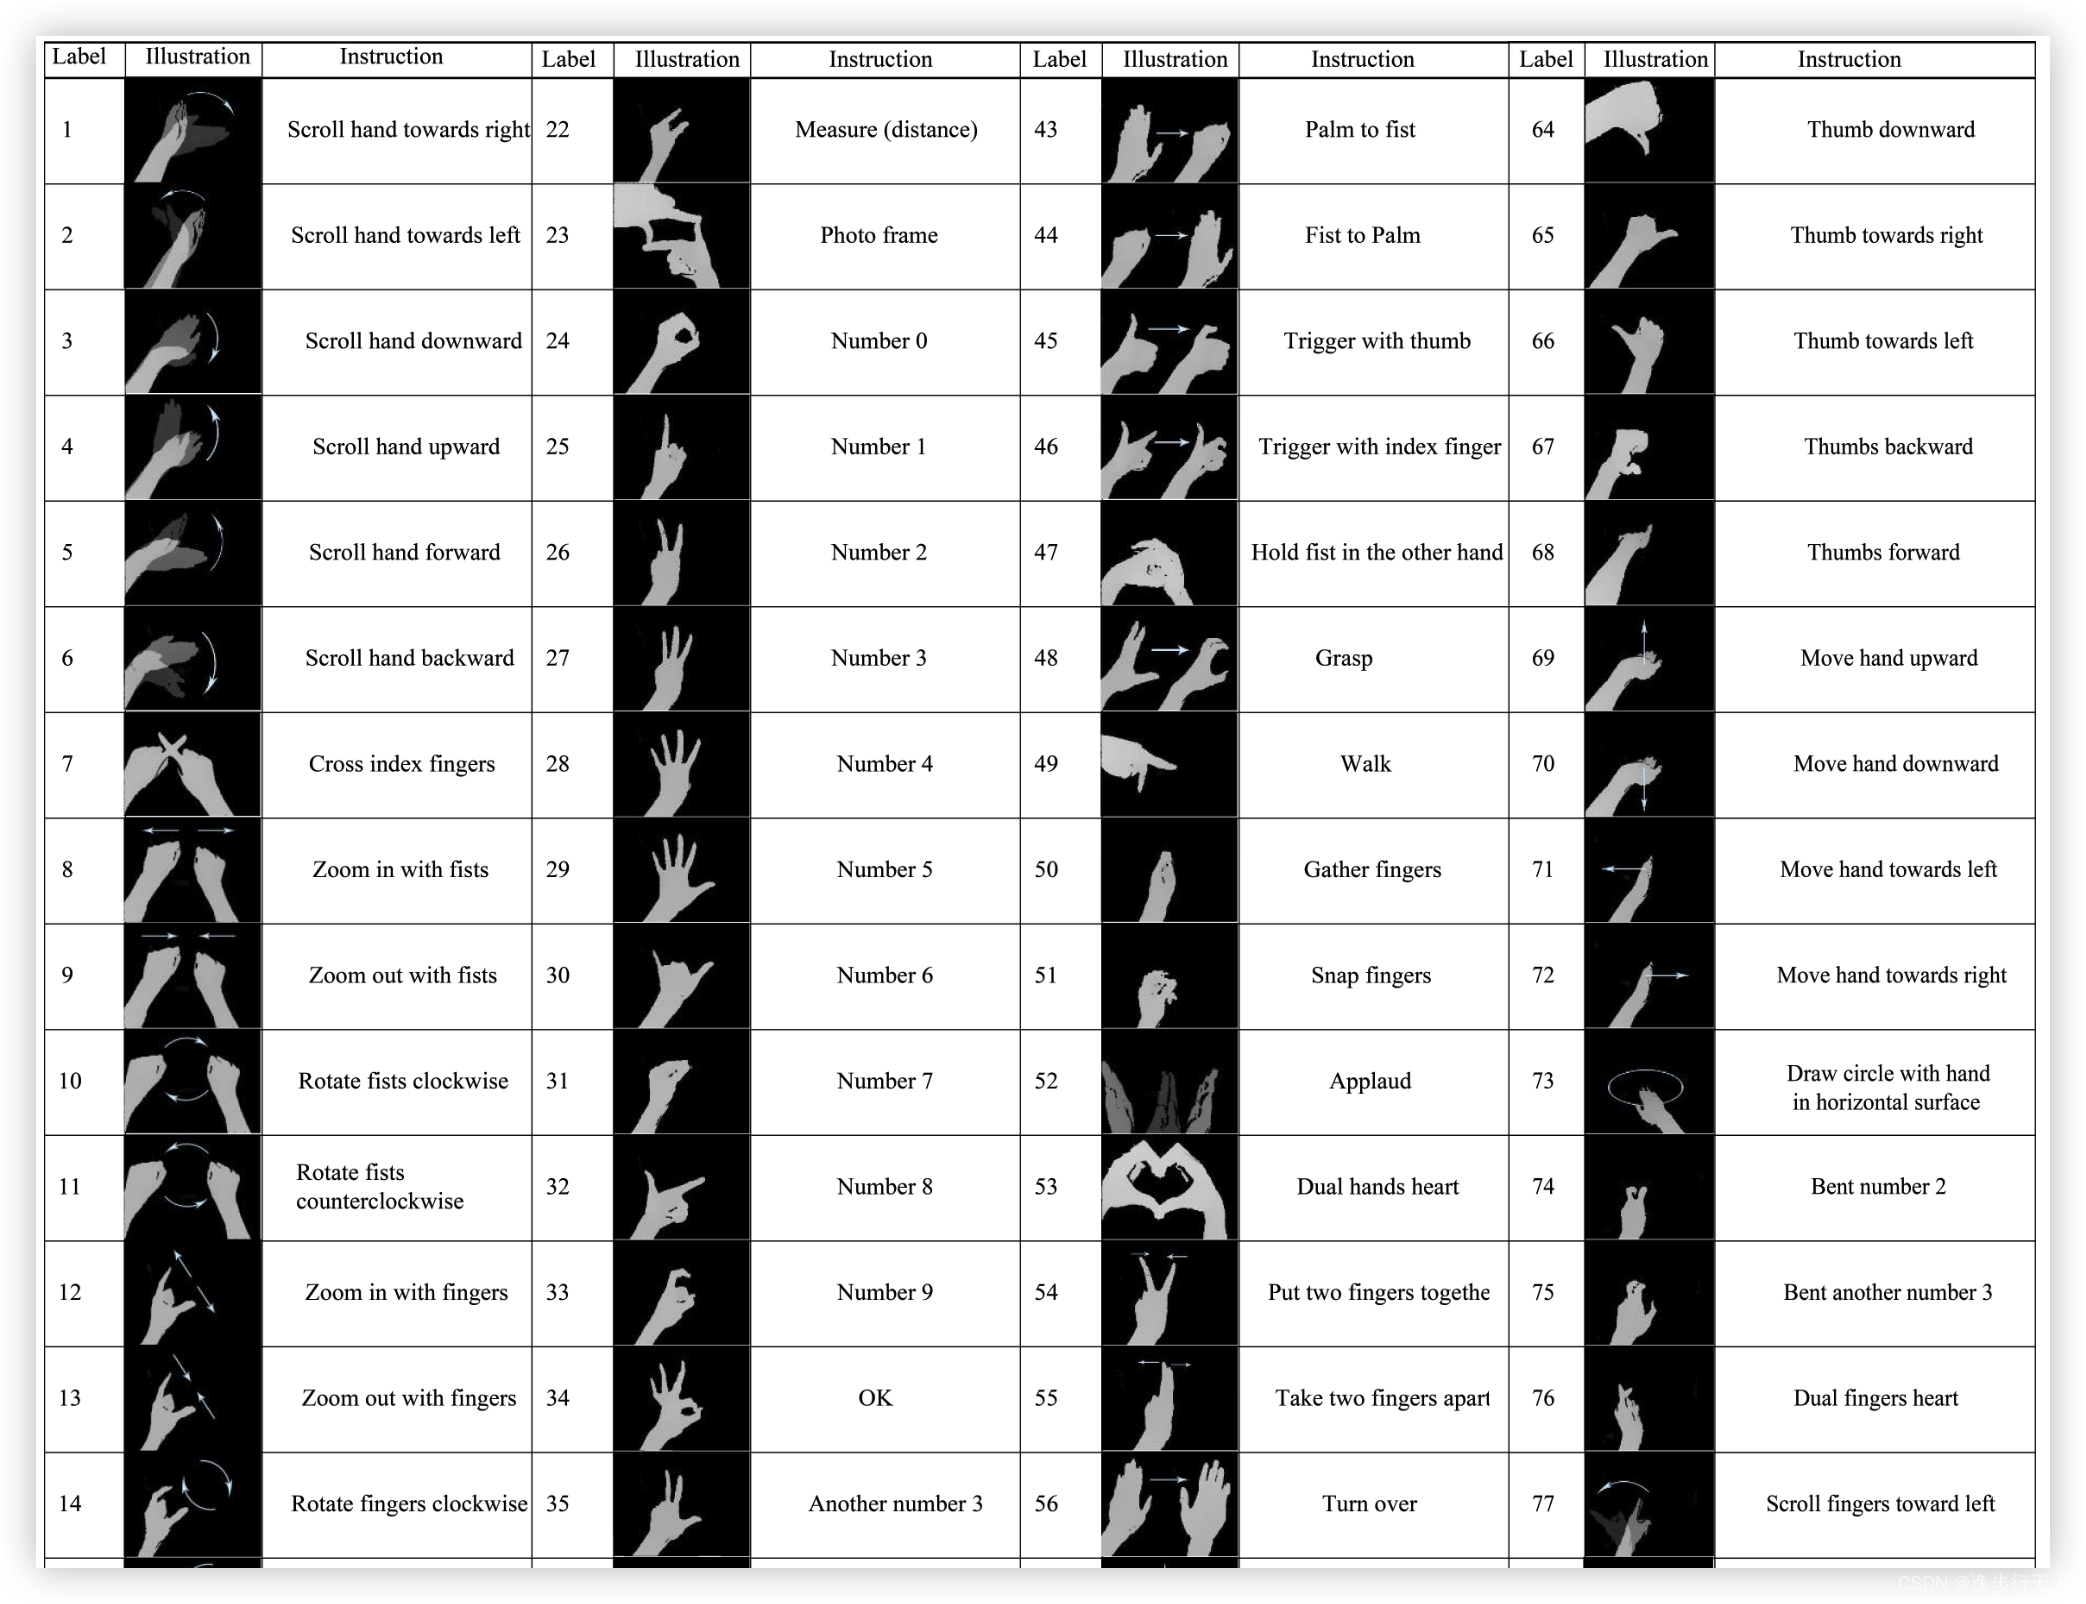 Label Illustration Instruction Label Illustration Instruction Label Illustration Instruction Label Illustration Instruction
1 Scroll hand towards right 22 Measure (distance) 43 Palm to fist 64 Thumb downward
2 Scroll hand towards left 23 Photo frame 44 Fist to Palm 65 Thumb towards right
3 Scroll hand downward 24 Number 0 45 Trigger with thumb 66 Thumb towards left
4 Scroll hand upward 25 Number 1 46 Trigger with index finger 67 Thumbs backward
5 Scroll hand forward 26 Number 2 47 Hold fist in the other hand 68 Thumbs forward
6 Scroll hand backward 27 Number 3 48 Grasp 69 Move hand upward
7 Cross index fingers 28 Number 4 49 Walk 70 Move hand downward
8 Zoom in with fists 29 Number 5 50 Gather fingers 71 Move hand towards left
9 Zoom out with fists 30 Number 6 51 Snap fingers 72 Move hand towards right
10 Rotate fists clockwise 31 Number 7 52 Applaud 73 Draw circle with hand
in horizontal surface
11 Rotate fists
counterclockwise 32 Number 8 53 Dual hands heart 74 Bent number 2
12 Zoom in with fingers 33 Number 9 54 Put two fingers togethe 75 Bent another number 3
13 Zoom out with fingers 34 OK 55 Take two fingers apart 76 Dual fingers heart
14 Rotate fingers clockwise 35 Another number 3 56 Turn over 77 Scroll fingers toward left
CSDN